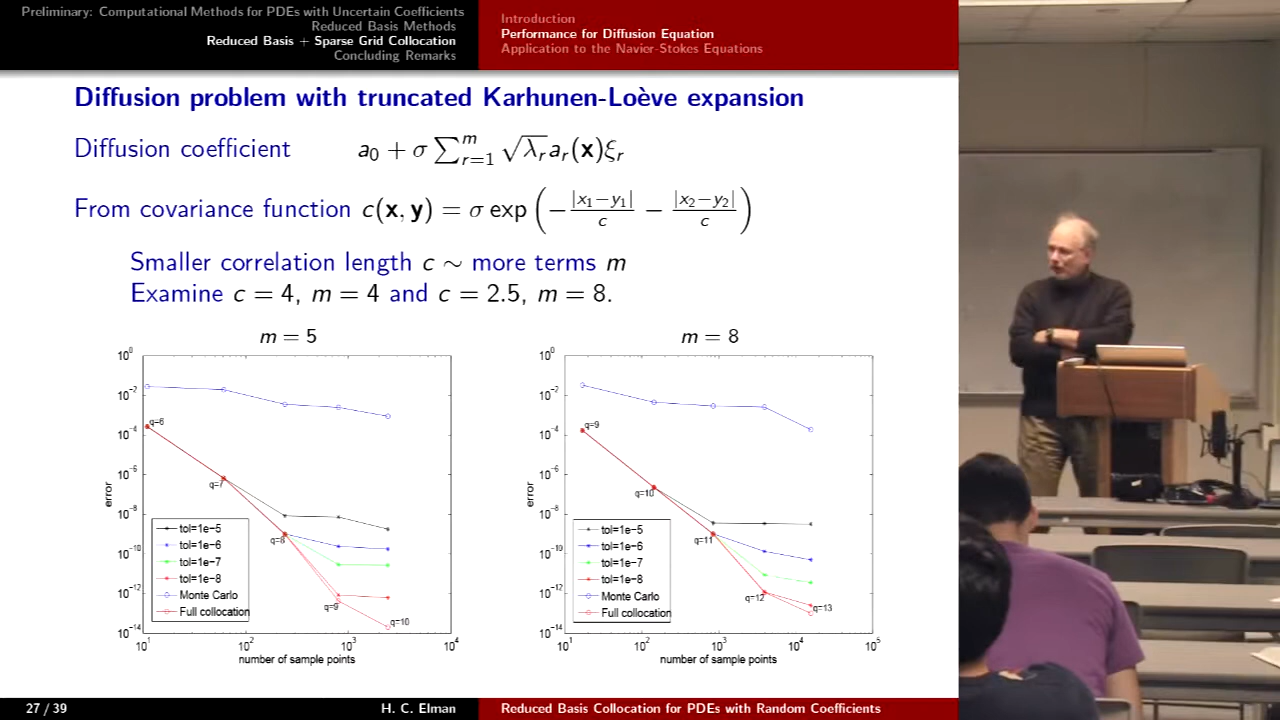 Preliminary: Computational Methods for PDEs with Uncertain Coefficients
Reduced Basis Methods
Reduced Basis + Sparse Grid Collocation
Concluding Remarks
Introduction
Performance for Diffusion Equation
Application to the Navier-Stokes Equations
Diffusion problem with truncated Karhunen-Loève expansion
Diffusion coefficient a₀ + σ ∑ᵣ₌₁ᵐ √λᵣ aᵣ(x)ξᵣ
From covariance function c(x, y) = σ exp(−|x₁−y₁|/c − |x₂−y₂|/c)
Smaller correlation length c ∼ more terms m
Examine c = 4, m = 4 and c = 2.5, m = 8.
m = 5
10⁰
10⁻²
10⁻⁴
10⁻⁶
10⁻⁸
10⁻¹⁰
10⁻¹²
10⁻¹⁴
error
q=6
q=7
q=8
q=9
q=10
tol=1e−5
tol=1e−6
tol=1e−7
tol=1e−8
Monte Carlo
Full collocation
10¹ 10² 10³ 10⁴
number of sample points
m = 8
10⁰
10⁻²
10⁻⁴
10⁻⁶
10⁻⁸
10⁻¹⁰
10⁻¹²
10⁻¹⁴
error
q=9
q=10
q=11
q=12
q=13
tol=1e−5
tol=1e−6
tol=1e−7
tol=1e−8
Monte Carlo
Full collocation
10¹ 10² 10³ 10⁴ 10⁵
number of sample points
27 / 39
H. C. Elman
Reduced Basis Collocation for PDEs with Random Coefficients